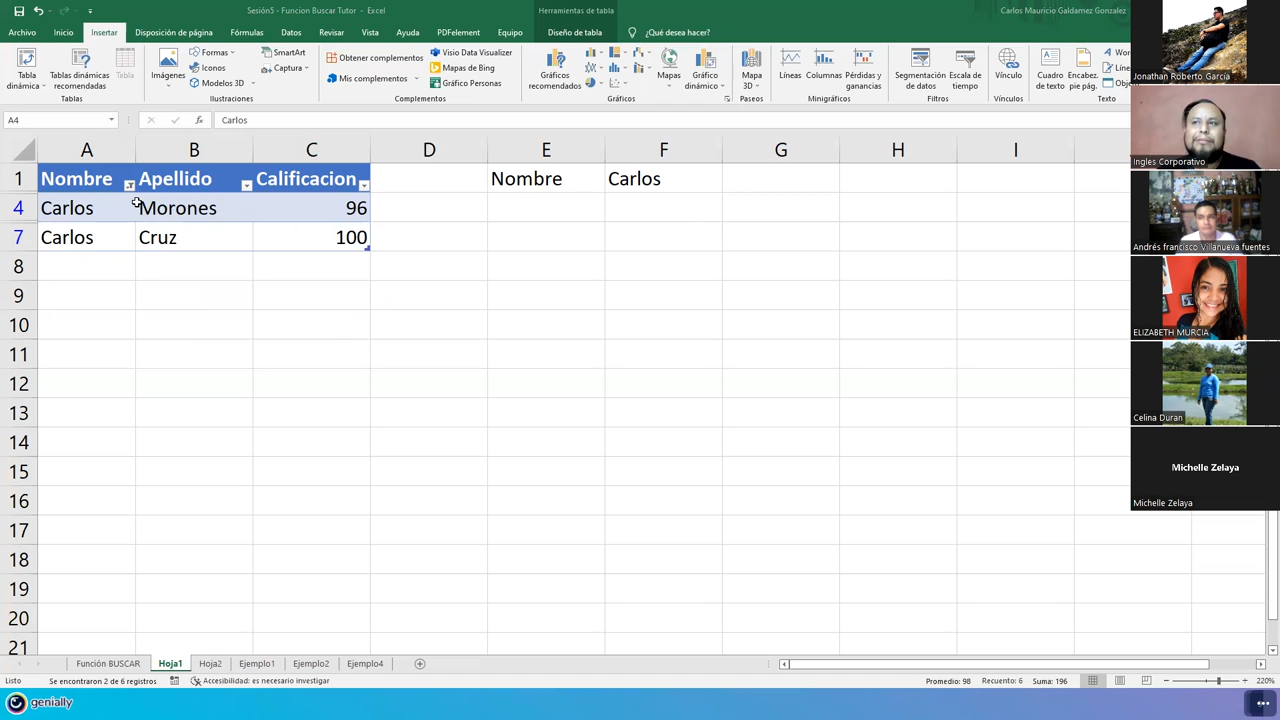 Sesión5 - Funcion Buscar Tutor - Excel
Herramientas de tabla
Carlos Mauricio Galdamez Gonzalez
Archivo Inicio Insertar Disposición de página Fórmulas Datos Revisar Vista Ayuda PDFelement Equipo Diseño de tabla ¿Qué desea hacer?
Tabla dinámica
Tablas dinámicas recomendadas
Tabla
Tablas
Imágenes
Formas
Iconos
Modelos 3D
SmartArt
Captura
Ilustraciones
Obtener complementos
Mis complementos
Visio Data Visualizer
Mapas de Bing
Gráfico Personas
Complementos
Gráficos recomendados
Mapas
Gráfico dinámico
Gráficos
Mapa 3D
Paseos
Líneas
Columnas
Pérdidas y ganancias
Minigráficos
Segmentación de datos
Escala de tiempo
Filtros
Vínculo
Vínculos
Cuadro de texto
Encabez. pie pág.
Texto
A4 fx Carlos
A B C D E F G H I
1 Nombre Apellido Calificacion Nombre Carlos
4 Carlos Morones 96
7 Carlos Cruz 100
8
9
10
11
12
13
14
15
16
17
18
19
20
21
Función BUSCAR Hoja1 Hoja2 Ejemplo1 Ejemplo2 Ejemplo4
Listo Se encontraron 2 de 6 registros Accesibilidad: es necesario investigar Promedio: 98 Recuento: 6 Suma: 196 220%
genially
Jonathan Roberto García
Ingles Corporativo
Andrés francisco Villanueva fuentes
ELIZABETH MURCIA
Celina Duran
Michelle Zelaya
Michelle Zelaya